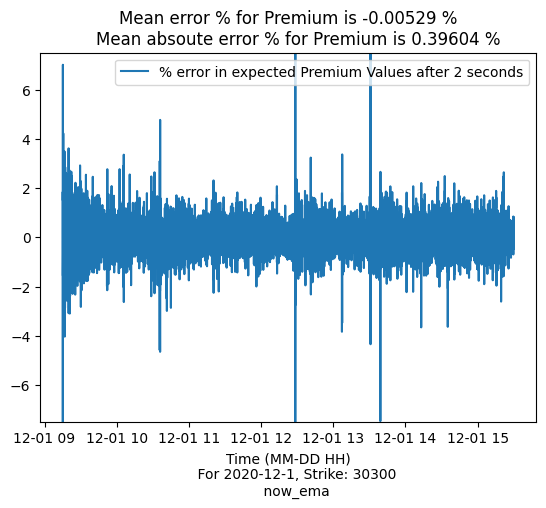 Mean error % for Premium is -0.00529 %
Mean absoute error % for Premium is 0.39604 %
% error in expected Premium Values after 2 seconds
6
4
2
0
−2
−4
−6
12-01 09 12-01 10 12-01 11 12-01 12 12-01 13 12-01 14 12-01 15
Time (MM-DD HH)
For 2020-12-1, Strike: 30300
now_ema